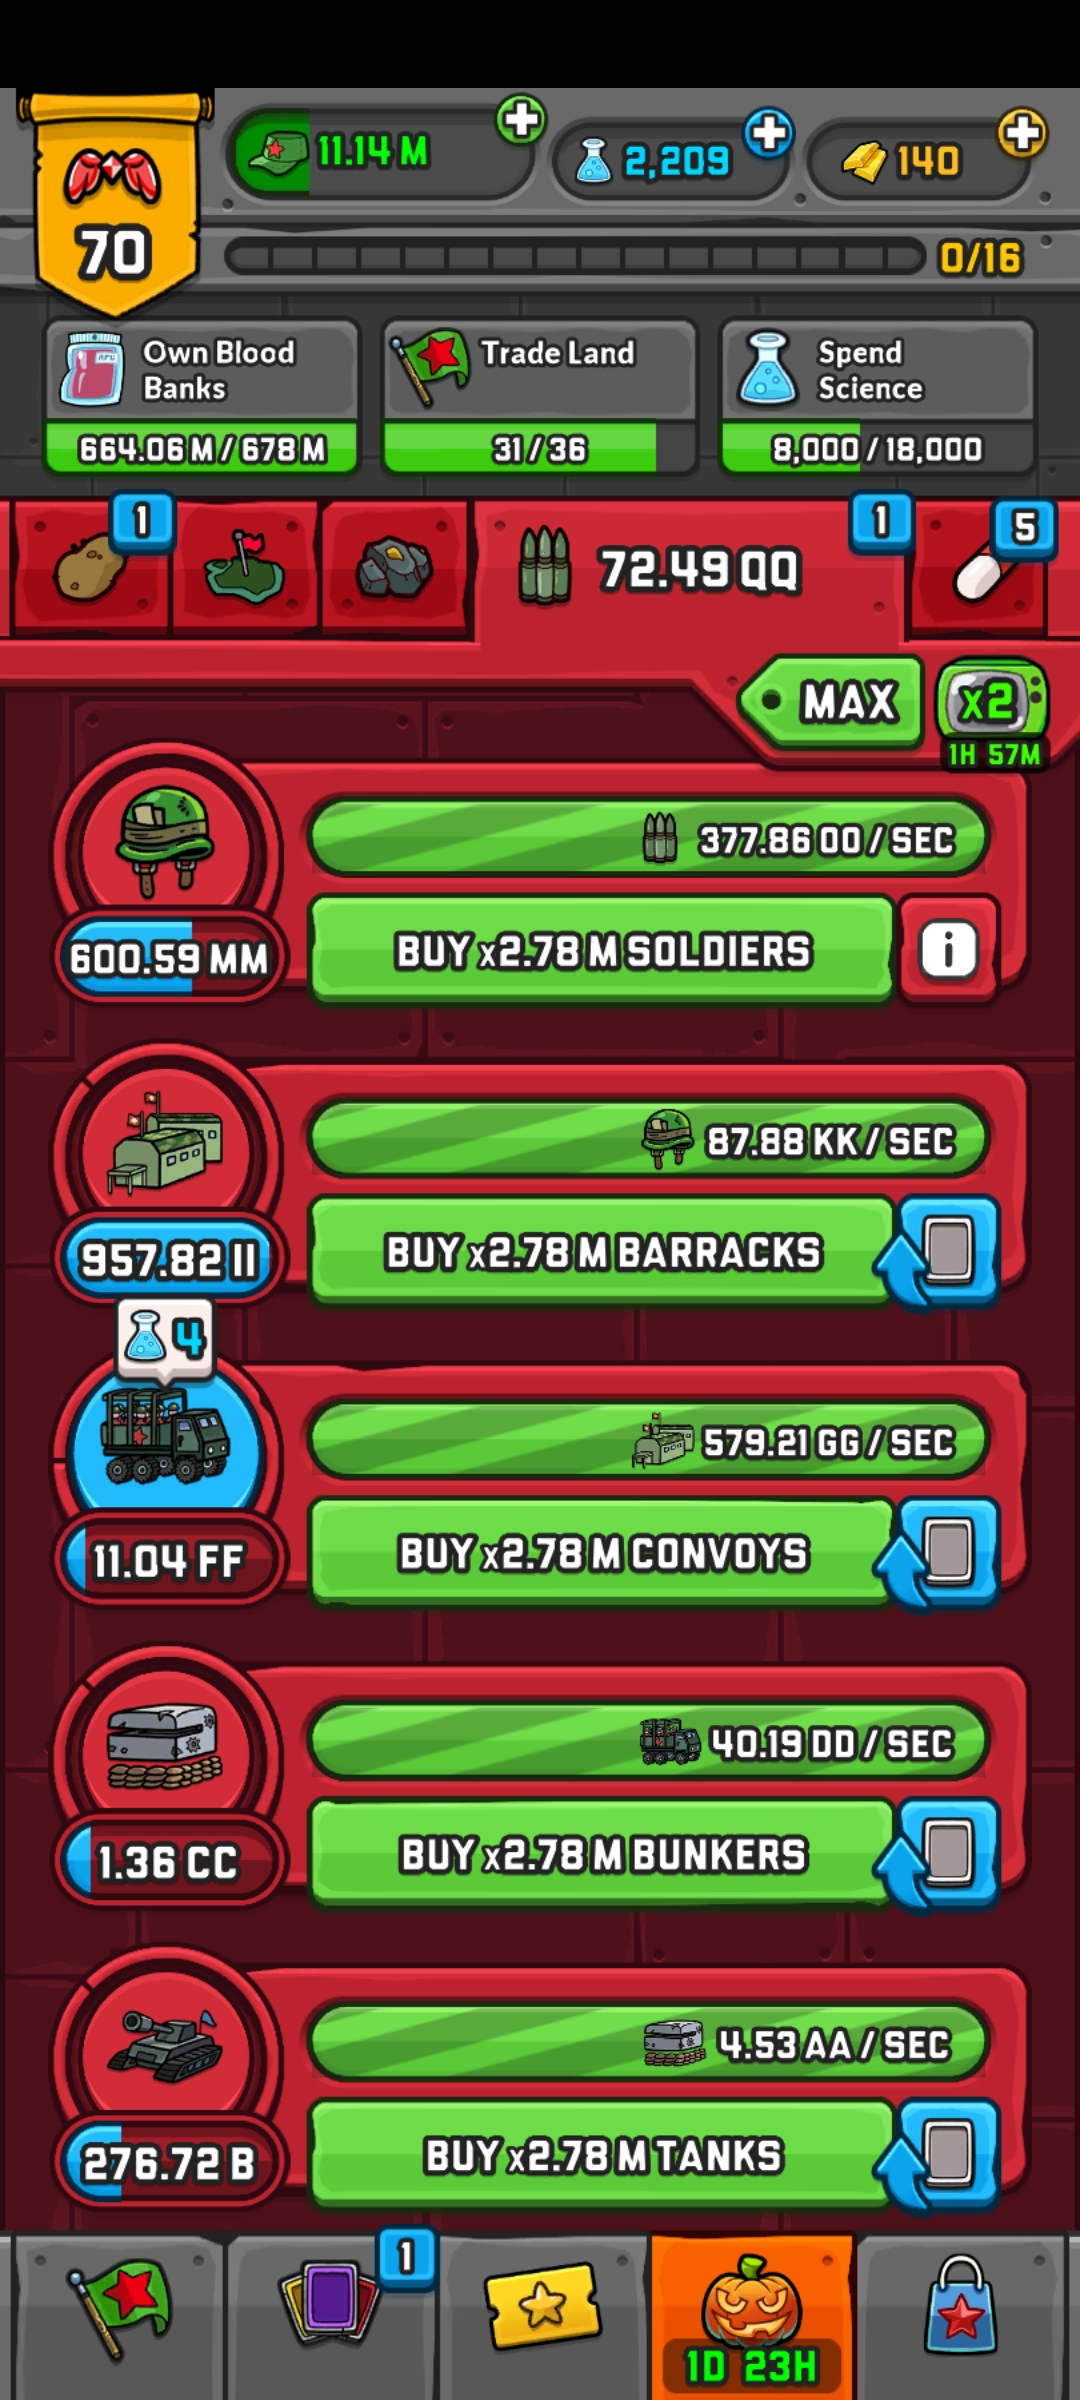 70
11.14 M
2,209
140
0/16
Own Blood
Banks
664.06 M / 678 M
Trade Land
31 / 36
Spend
Science
8,000 / 18,000
1
72.49 QQ
1
5
MAX
x2
1H 57M
377.86 OO / SEC
600.59 MM
BUY x2.78 M SOLDIERS
i
87.88 KK / SEC
957.82 II
BUY x2.78 M BARRACKS
4
579.21 GG / SEC
11.04 FF
BUY x2.78 M CONVOYS
40.19 DD / SEC
1.36 CC
BUY x2.78 M BUNKERS
4.53 AA / SEC
276.72 B
BUY x2.78 M TANKS
1
1D 23H